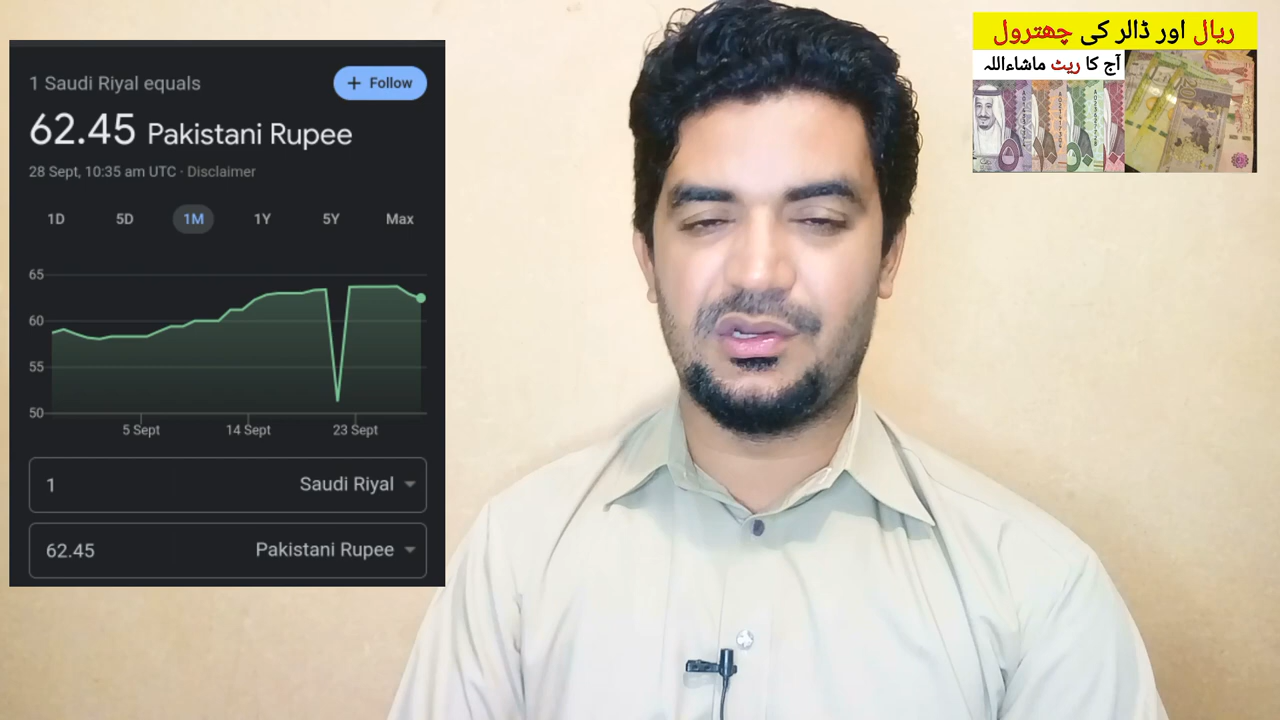 1 Saudi Riyal equals
+ Follow
62.45 Pakistani Rupee
28 Sept, 10:35 am UTC · Disclaimer
1D 5D 1M 1Y 5Y Max
65
60
55
50
5 Sept 14 Sept 23 Sept
1 Saudi Riyal
62.45 Pakistani Rupee
ریال اور ڈالر کی چھترول
آج کا ریٹ ماشاءاللہ